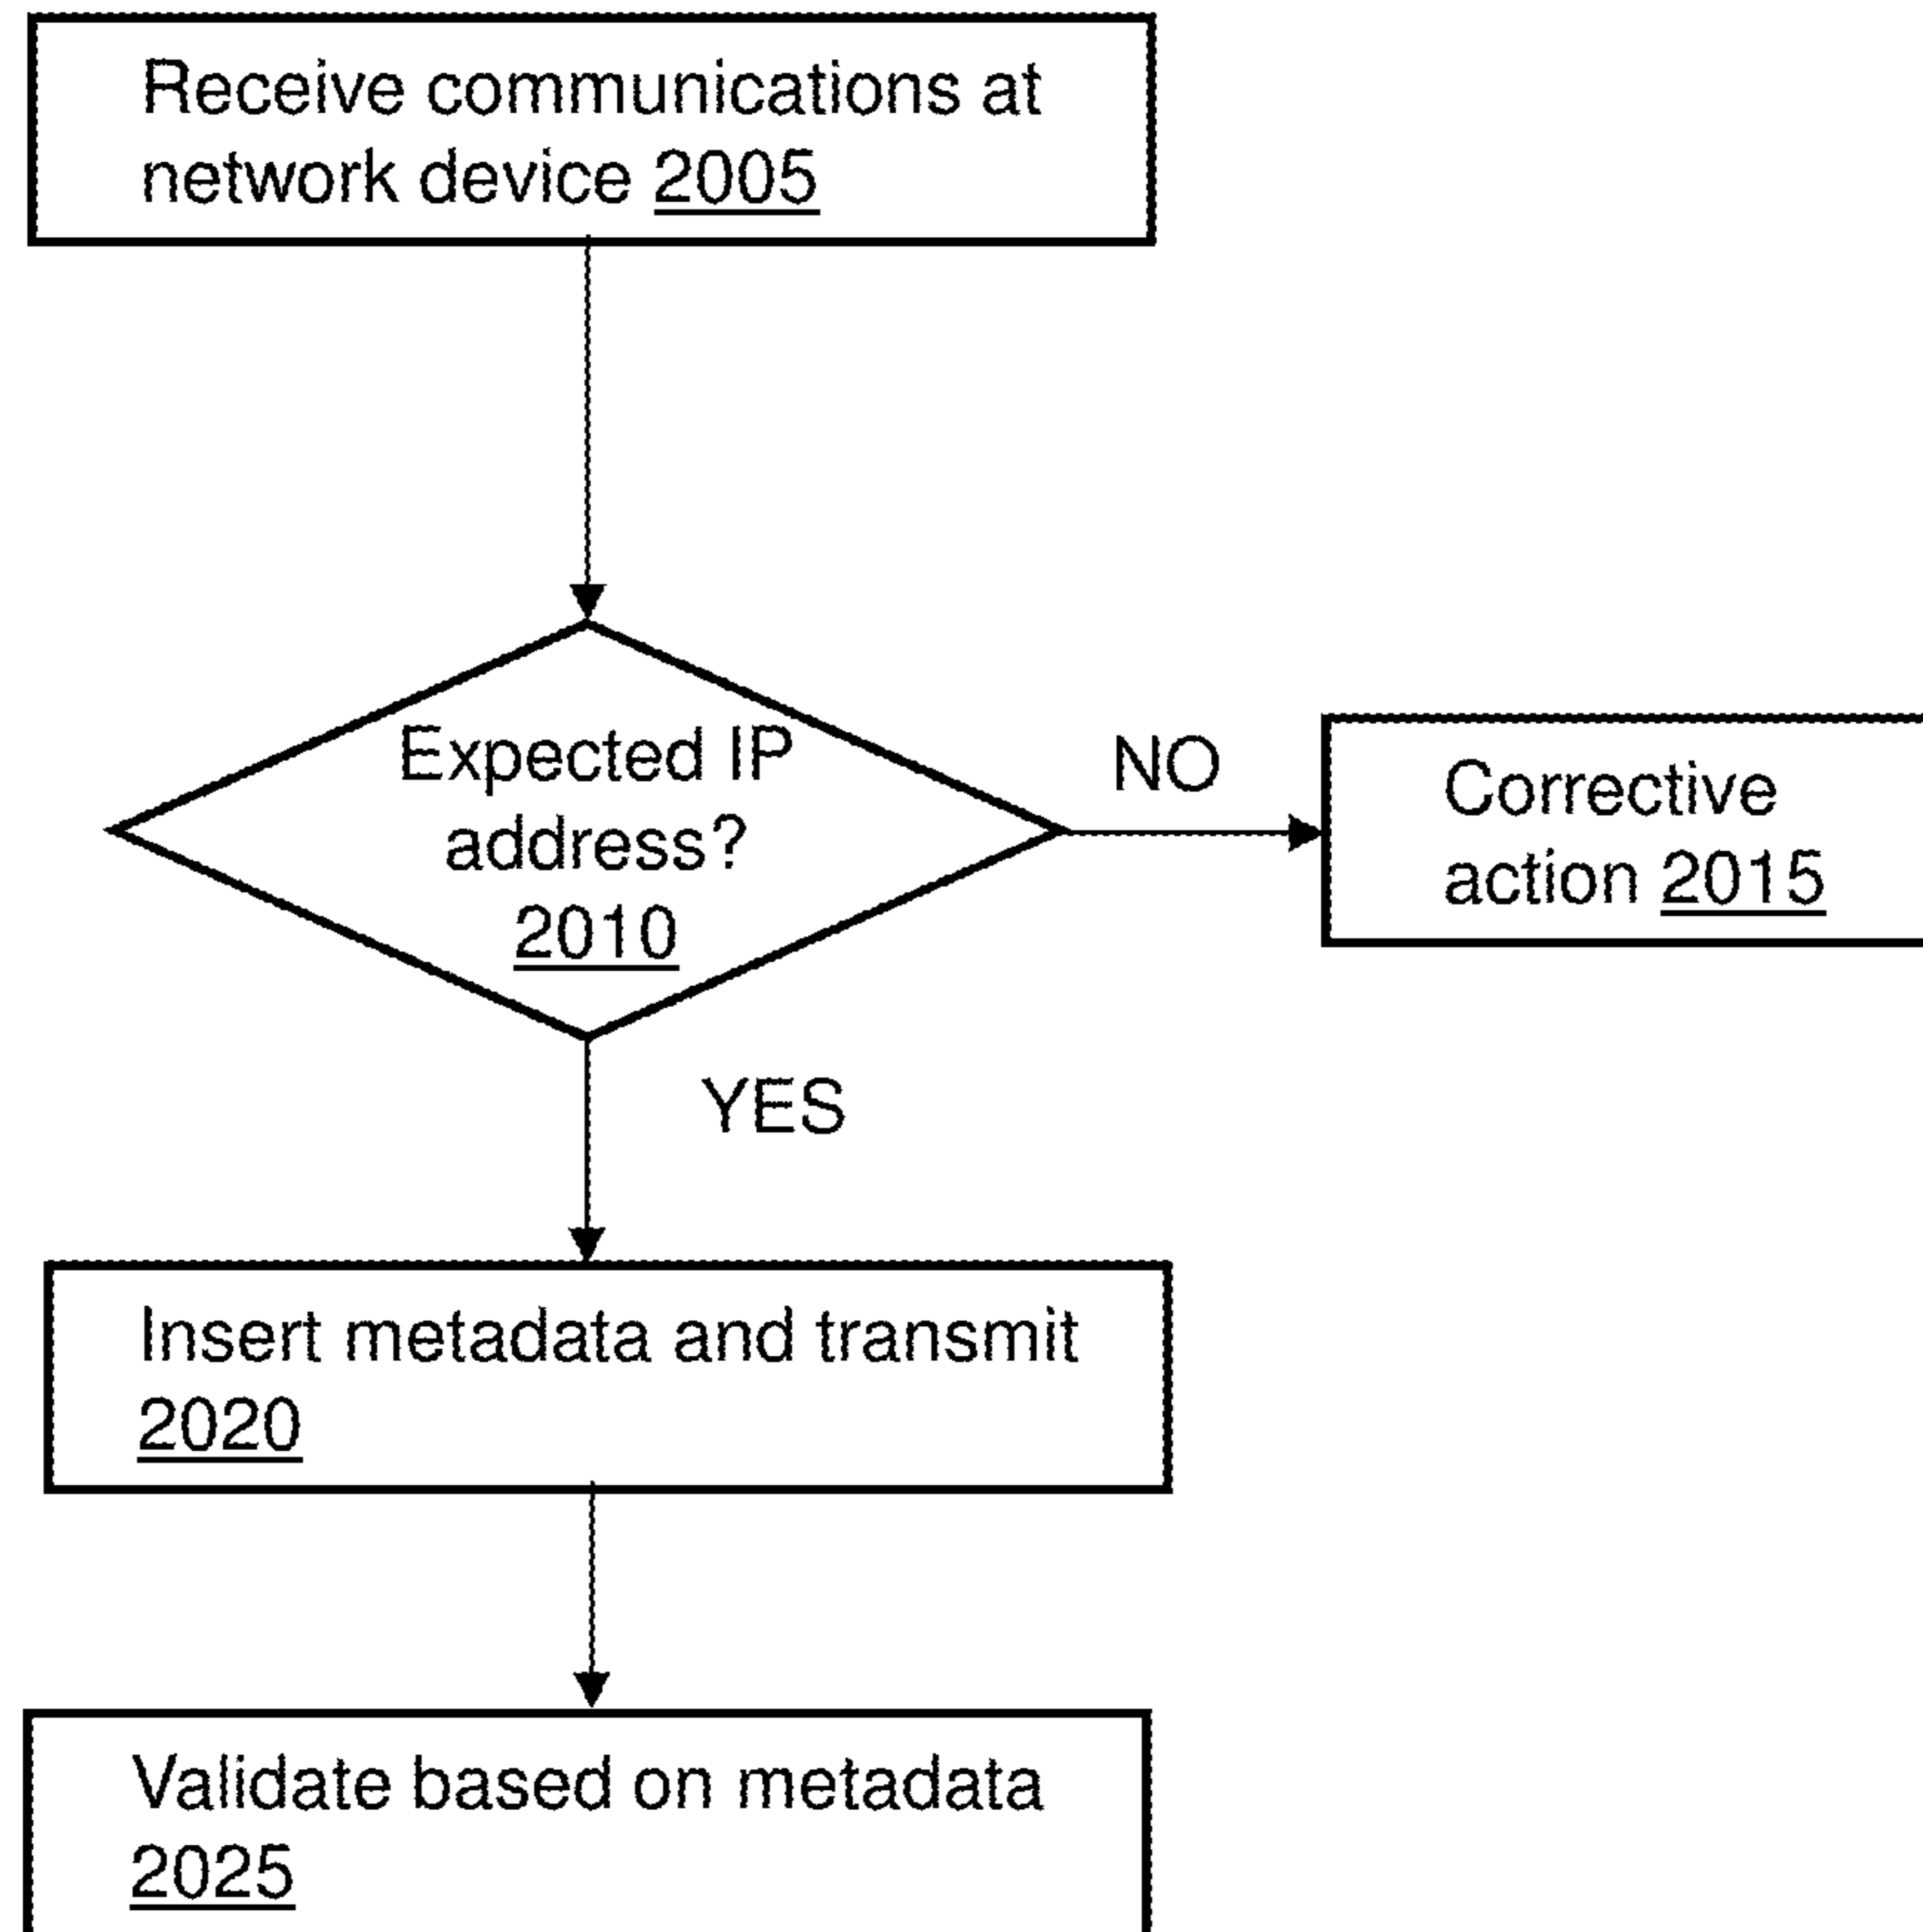 Receive communications at
network device 2005
Expected IP
address?
2010
NO
Corrective
action 2015
YES
Insert metadata and transmit
2020
Validate based on metadata
2025